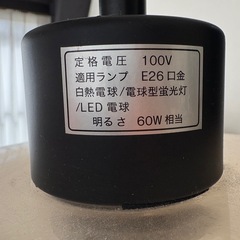 定格電圧 100V
適用ランプ E26口金
白熱電球/電球型蛍光灯
/LED電球
明るさ 60W相当